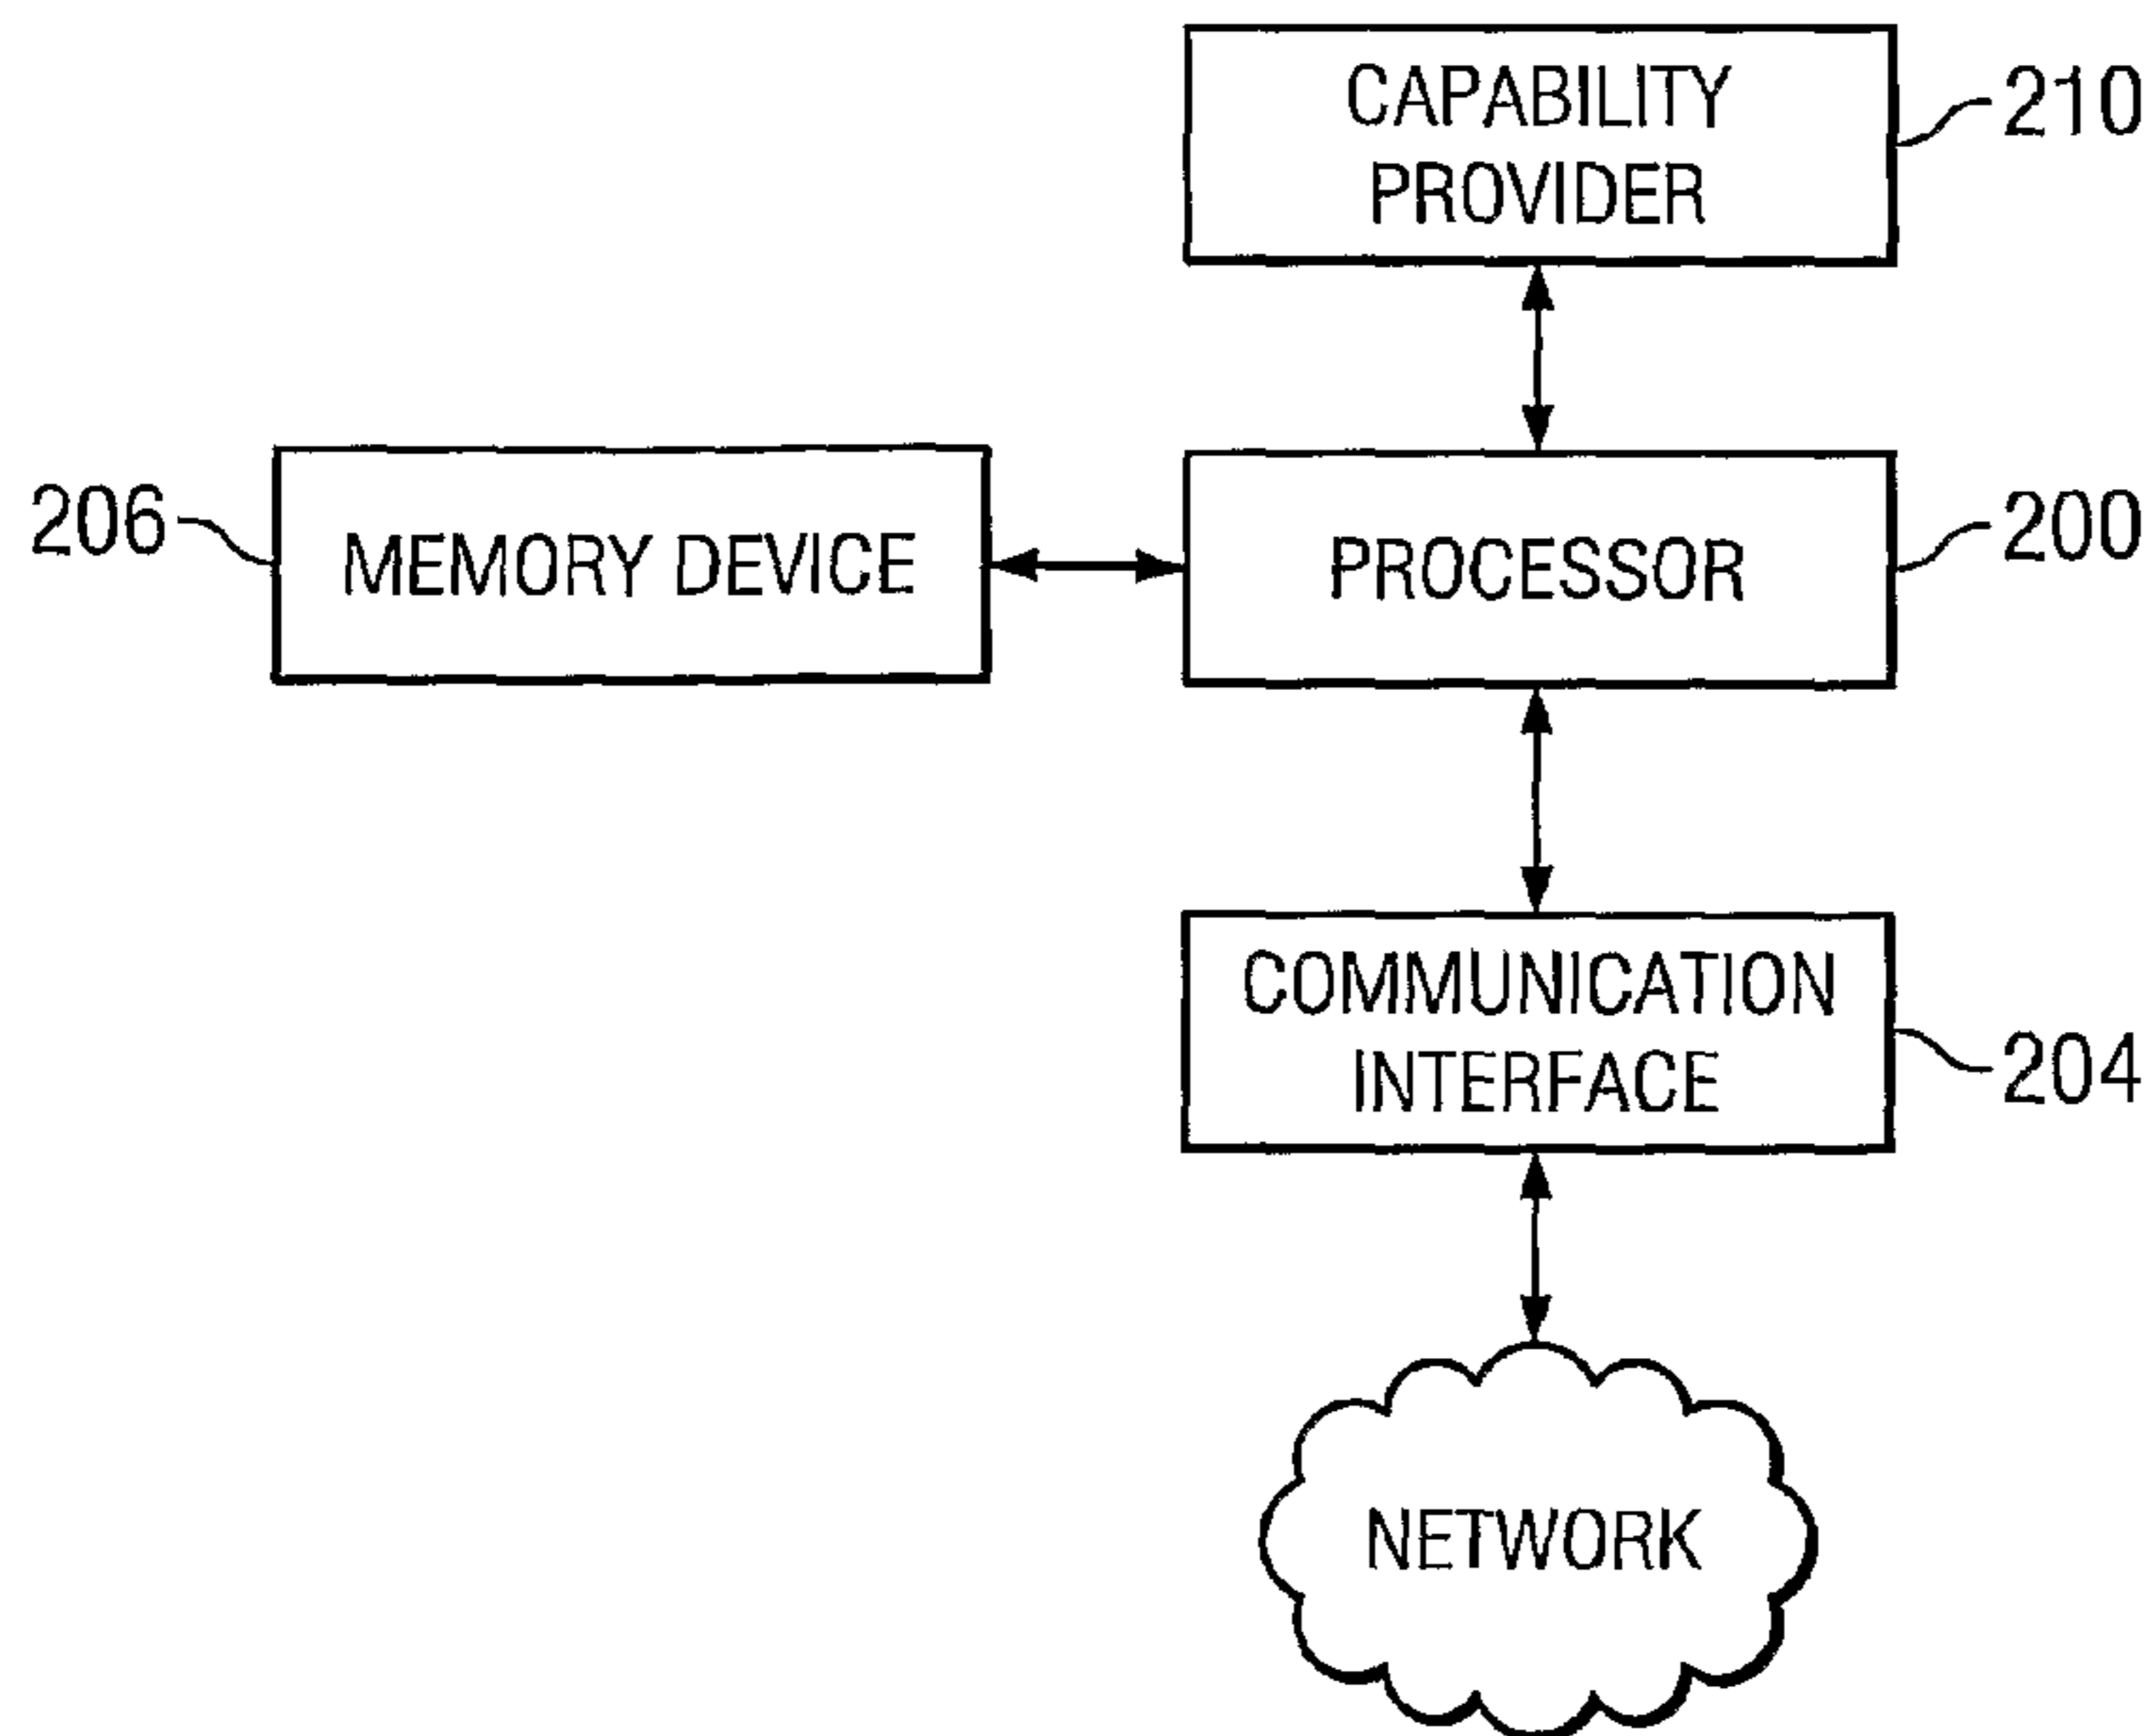 CAPABILITY
PROVIDER
210
206
MEMORY DEVICE
PROCESSOR
200
COMMUNICATION
INTERFACE
204
NETWORK